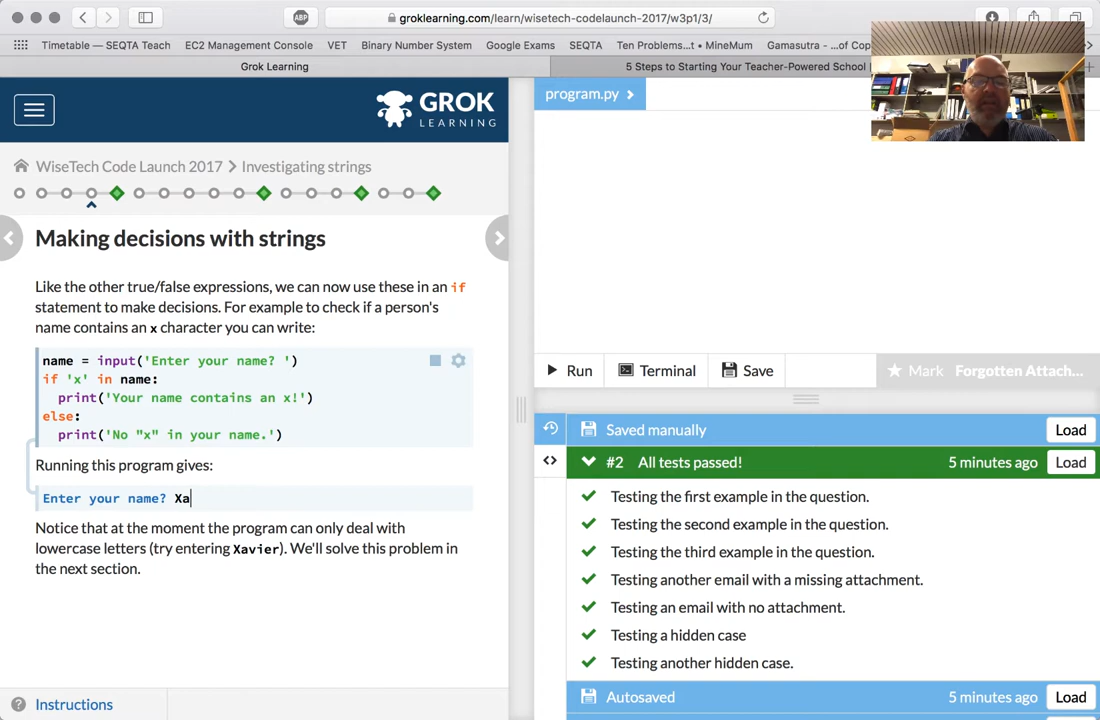 ABP
groklearning.com/learn/wisetech-codelaunch-2017/w3p1/3/
Timetable — SEQTA Teach EC2 Management Console VET Binary Number System Google Exams SEQTA Ten Problems...t • MineMum Gamasutra - ...of Cop
Grok Learning
5 Steps to Starting Your Teacher-Powered School
GROK
LEARNING
program.py
WiseTech Code Launch 2017 > Investigating strings
Making decisions with strings
Like the other true/false expressions, we can now use these in an if
statement to make decisions. For example to check if a person's
name contains an x character you can write:
name = input('Enter your name? ')
if 'x' in name:
print('Your name contains an x!')
else:
print('No "x" in your name.')
Running this program gives:
Enter your name? Xa
Notice that at the moment the program can only deal with
lowercase letters (try entering Xavier). We'll solve this problem in
the next section.
? Instructions
Run Terminal Save Mark Forgotten Attach...
Saved manually Load
#2 All tests passed! 5 minutes ago Load
Testing the first example in the question.
Testing the second example in the question.
Testing the third example in the question.
Testing another email with a missing attachment.
Testing an email with no attachment.
Testing a hidden case
Testing another hidden case.
Autosaved 5 minutes ago Load